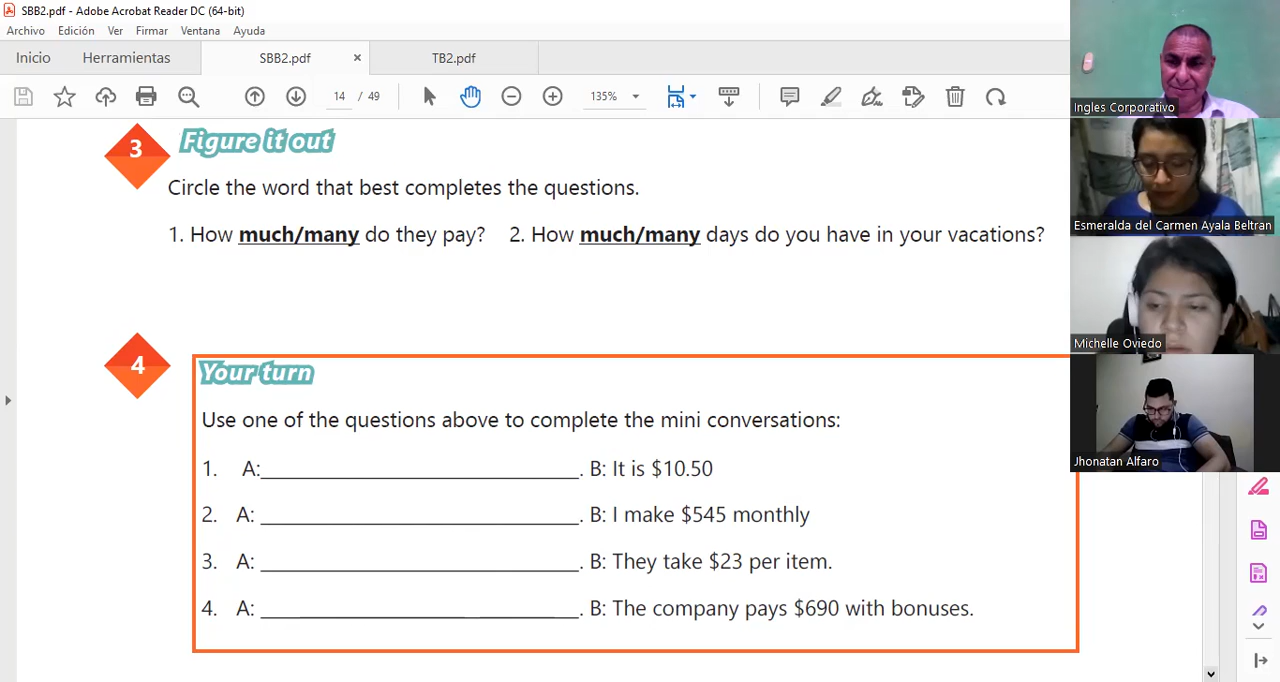 SBB2.pdf - Adobe Acrobat Reader DC (64-bit)
Archivo Edición Ver Firmar Ventana Ayuda
Inicio Herramientas SBB2.pdf × TB2.pdf
14 / 49 135%
3 Figure it out
Circle the word that best completes the questions.
1. How much/many do they pay? 2. How much/many days do you have in your vacations?
4 Your turn
Use one of the questions above to complete the mini conversations:
1. A:______________________________. B: It is $10.50
2. A: ______________________________. B: I make $545 monthly
3. A: ______________________________. B: They take $23 per item.
4. A: ______________________________. B: The company pays $690 with bonuses.
Ingles Corporativo
Esmeralda del Carmen Ayala Beltran
Michelle Oviedo
Jhonatan Alfaro